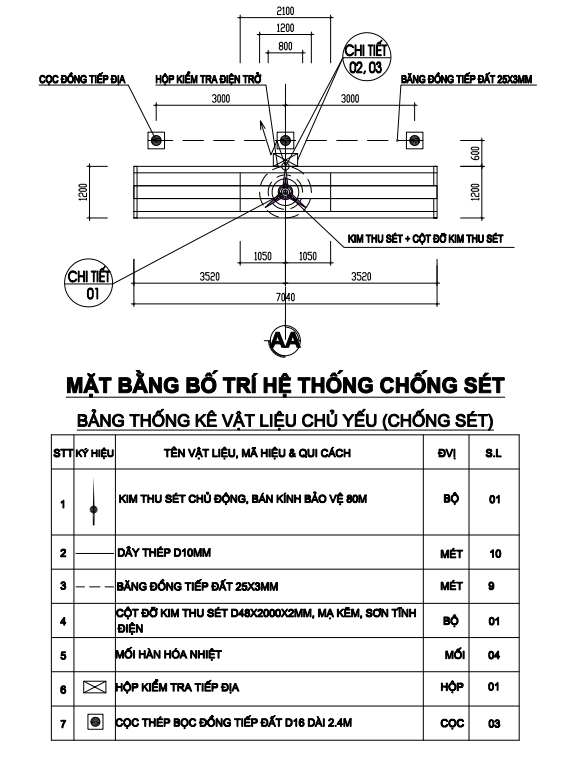 2100
1200
800
CHI TIẾT
02, 03
CỌC ĐỒNG TIẾP ĐỊA
HỘP KIỂM TRA ĐIỆN TRỞ
BĂNG ĐỒNG TIẾP ĐẤT 25X3MM
3000
3000
600
1200
1200
KIM THU SÉT + CỘT ĐỠ KIM THU SÉT
1050
1050
CHI TIẾT
01
3520
3520
7040
AA
MẶT BẰNG BỐ TRÍ HỆ THỐNG CHỐNG SÉT
BẢNG THỐNG KÊ VẬT LIỆU CHỦ YẾU (CHỐNG SÉT)
STT KÝ HIỆU TÊN VẬT LIỆU, MÃ HIỆU & QUI CÁCH ĐVỊ S.L
1 KIM THU SÉT CHỦ ĐỘNG, BÁN KÍNH BẢO VỆ 80M BỘ 01
2 DÂY THÉP D10MM MÉT 10
3 BĂNG ĐỒNG TIẾP ĐẤT 25X3MM MÉT 9
4 CỘT ĐỠ KIM THU SÉT D48X2000X2MM, MẠ KẼM, SƠN TĨNH BỘ 01
ĐIỆN
5 MỐI HÀN HÓA NHIỆT MỐI 04
6 HỘP KIỂM TRA TIẾP ĐỊA HỘP 01
7 CỌC THÉP BỌC ĐỒNG TIẾP ĐẤT D16 DÀI 2.4M CỌC 03